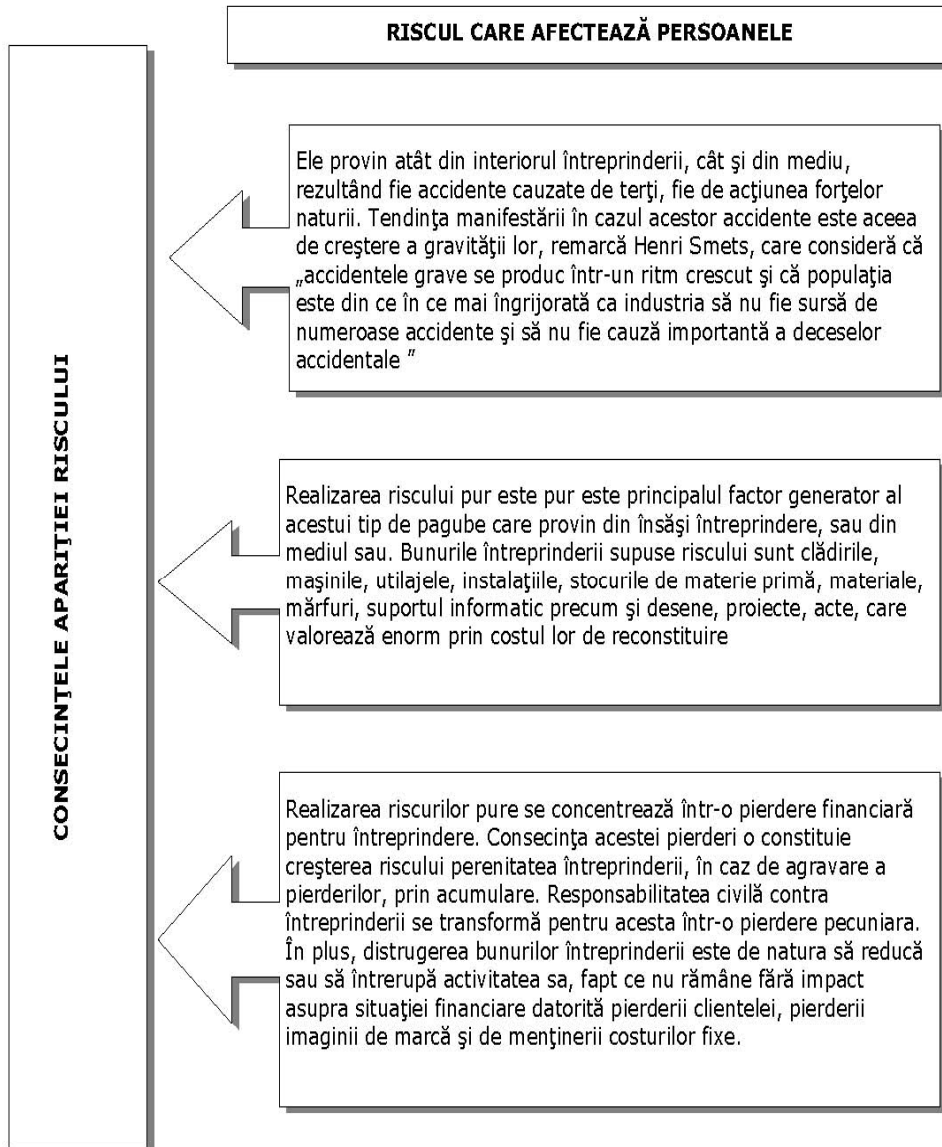 RISCUL CARE AFECTEAZĂ PERSOANELE
CONSECINŢELE APARIŢIEI RISCULUI
Ele provin atât din interiorul întreprinderii, cât şi din mediu,
rezultând fie accidente cauzate de terţi, fie de acţiunea forţelor
naturii. Tendinţa manifestării în cazul acestor accidente este aceea
de creştere a gravităţii lor, remarcă Henri Smets, care consideră că
„accidentele grave se produc într-un ritm crescut şi că populaţia
este din ce în ce mai îngrijorată ca industria să nu fie sursă de
numeroase accidente şi să nu fie cauză importantă a deceselor
accidentale ”
Realizarea riscului pur este pur este principalul factor generator al
acestui tip de pagube care provin din însăşi întreprindere, sau din
mediul sau. Bunurile întreprinderii supuse riscului sunt clădirile,
maşinile, utilajele, instalaţiile, stocurile de materie primă, materiale,
mărfuri, suportul informatic precum şi desene, proiecte, acte, care
valorează enorm prin costul lor de reconstituire
Realizarea riscurilor pure se concentrează într-o pierdere financiară
pentru întreprindere. Consecinţa acestei pierderi o constituie
creşterea riscului perenitatea întreprinderii, în caz de agravare a
pierderilor, prin acumulare. Responsabilitatea civilă contra
întreprinderii se transformă pentru acesta într-o pierdere pecuniara.
În plus, distrugerea bunurilor întreprinderii este de natura să reducă
sau să întrerupă activitatea sa, fapt ce nu rămâne fără impact
asupra situaţiei financiare datorită pierderii clientelei, pierderii
imaginii de marcă şi de menţinerii costurilor fixe.